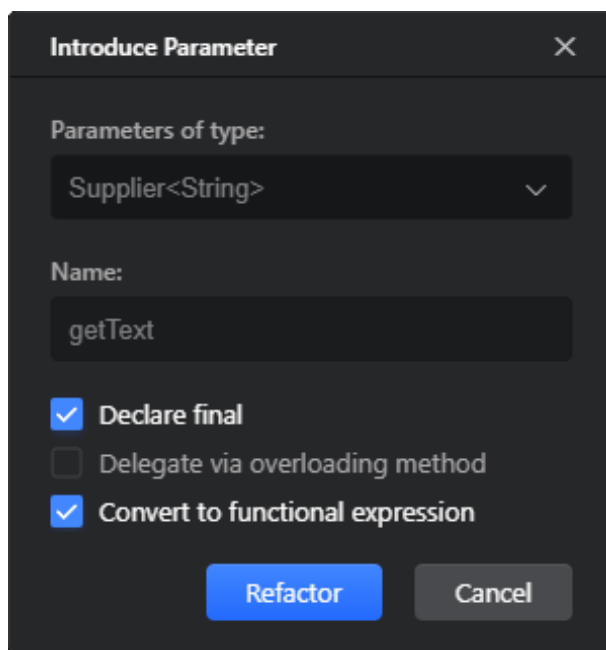 Introduce Parameter
Parameters of type:
Supplier<String>
Name:
getText
Declare final
Delegate via overloading method
Convert to functional expression
Refactor Cancel